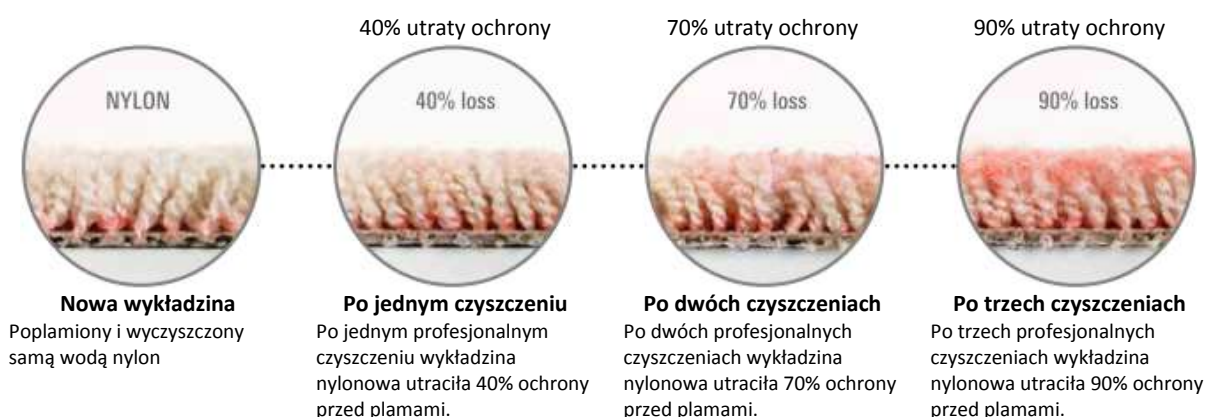 40% utraty ochrony
70% utraty ochrony
90% utraty ochrony
NYLON
40% loss
70% loss
90% loss
Nowa wykładzina
Poplamiony i wyczyszczony
samą wodą nylon
Po jednym czyszczeniu
Po jednym profesjonalnym
czyszczeniu wykładzina
nylonowa utraciła 40% ochrony
przed plamami.
Po dwóch czyszczeniach
Po dwóch profesjonalnych
czyszczeniach wykładzina
nylonowa utraciła 70% ochrony
przed plamami.
Po trzech czyszczeniach
Po trzech profesjonalnych
czyszczeniach wykładzina
nylonowa utraciła 90% ochrony
przed plamami.